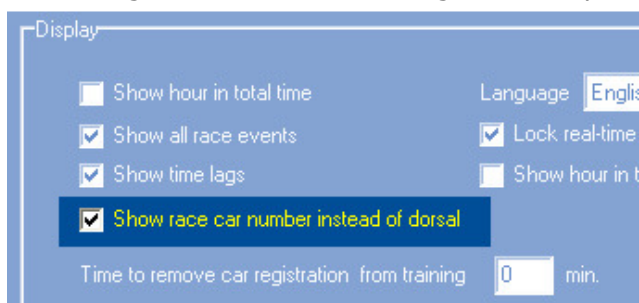 Display
Show hour in total time
Language Englis
Show all race events
Lock real-time
Show time lags
Show hour in t
Show race car number instead of dorsal
Time to remove car registration from training 0 min.